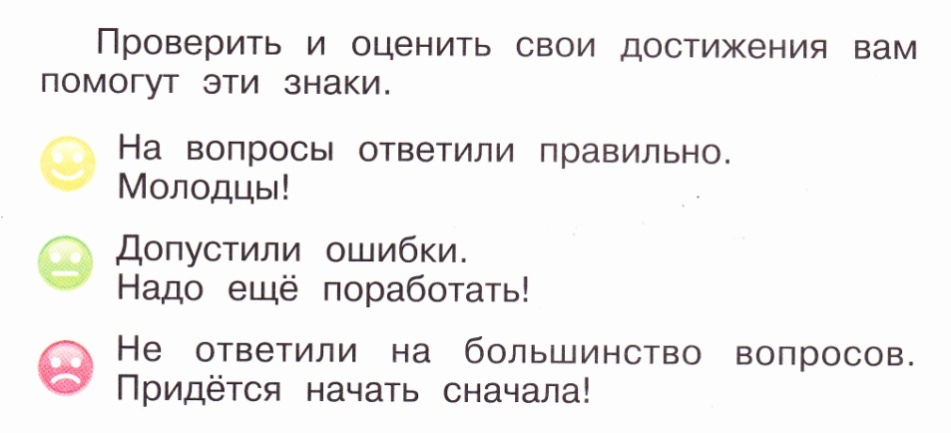 Проверить и оценить свои достижения вам
помогут эти знаки.
На вопросы ответили правильно.
Молодцы!
Допустили ошибки.
Надо ещё поработать!
Не ответили на большинство вопросов.
Придётся начать сначала!